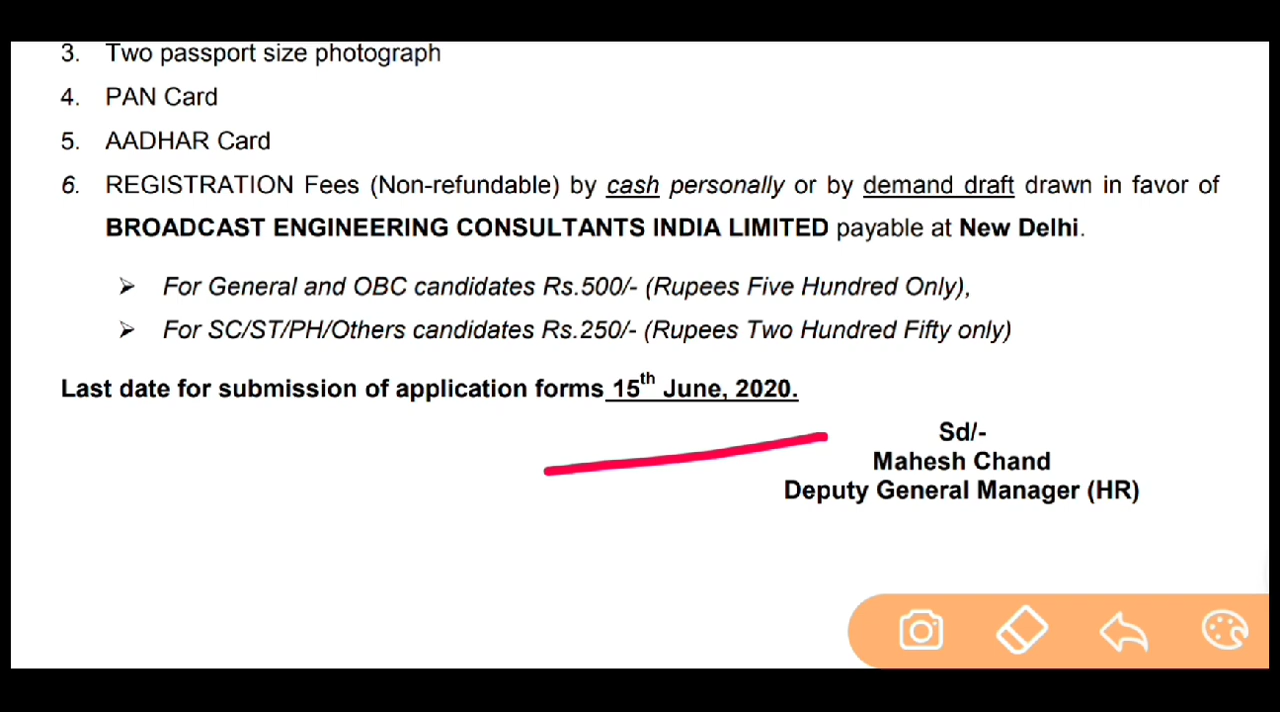 3. Two passport size photograph
4. PAN Card
5. AADHAR Card
6. REGISTRATION Fees (Non-refundable) by cash personally or by demand draft drawn in favor of
BROADCAST ENGINEERING CONSULTANTS INDIA LIMITED payable at New Delhi.
➢ For General and OBC candidates Rs.500/- (Rupees Five Hundred Only),
➢ For SC/ST/PH/Others candidates Rs.250/- (Rupees Two Hundred Fifty only)
Last date for submission of application forms 15th June, 2020.
Sd/-
Mahesh Chand
Deputy General Manager (HR)